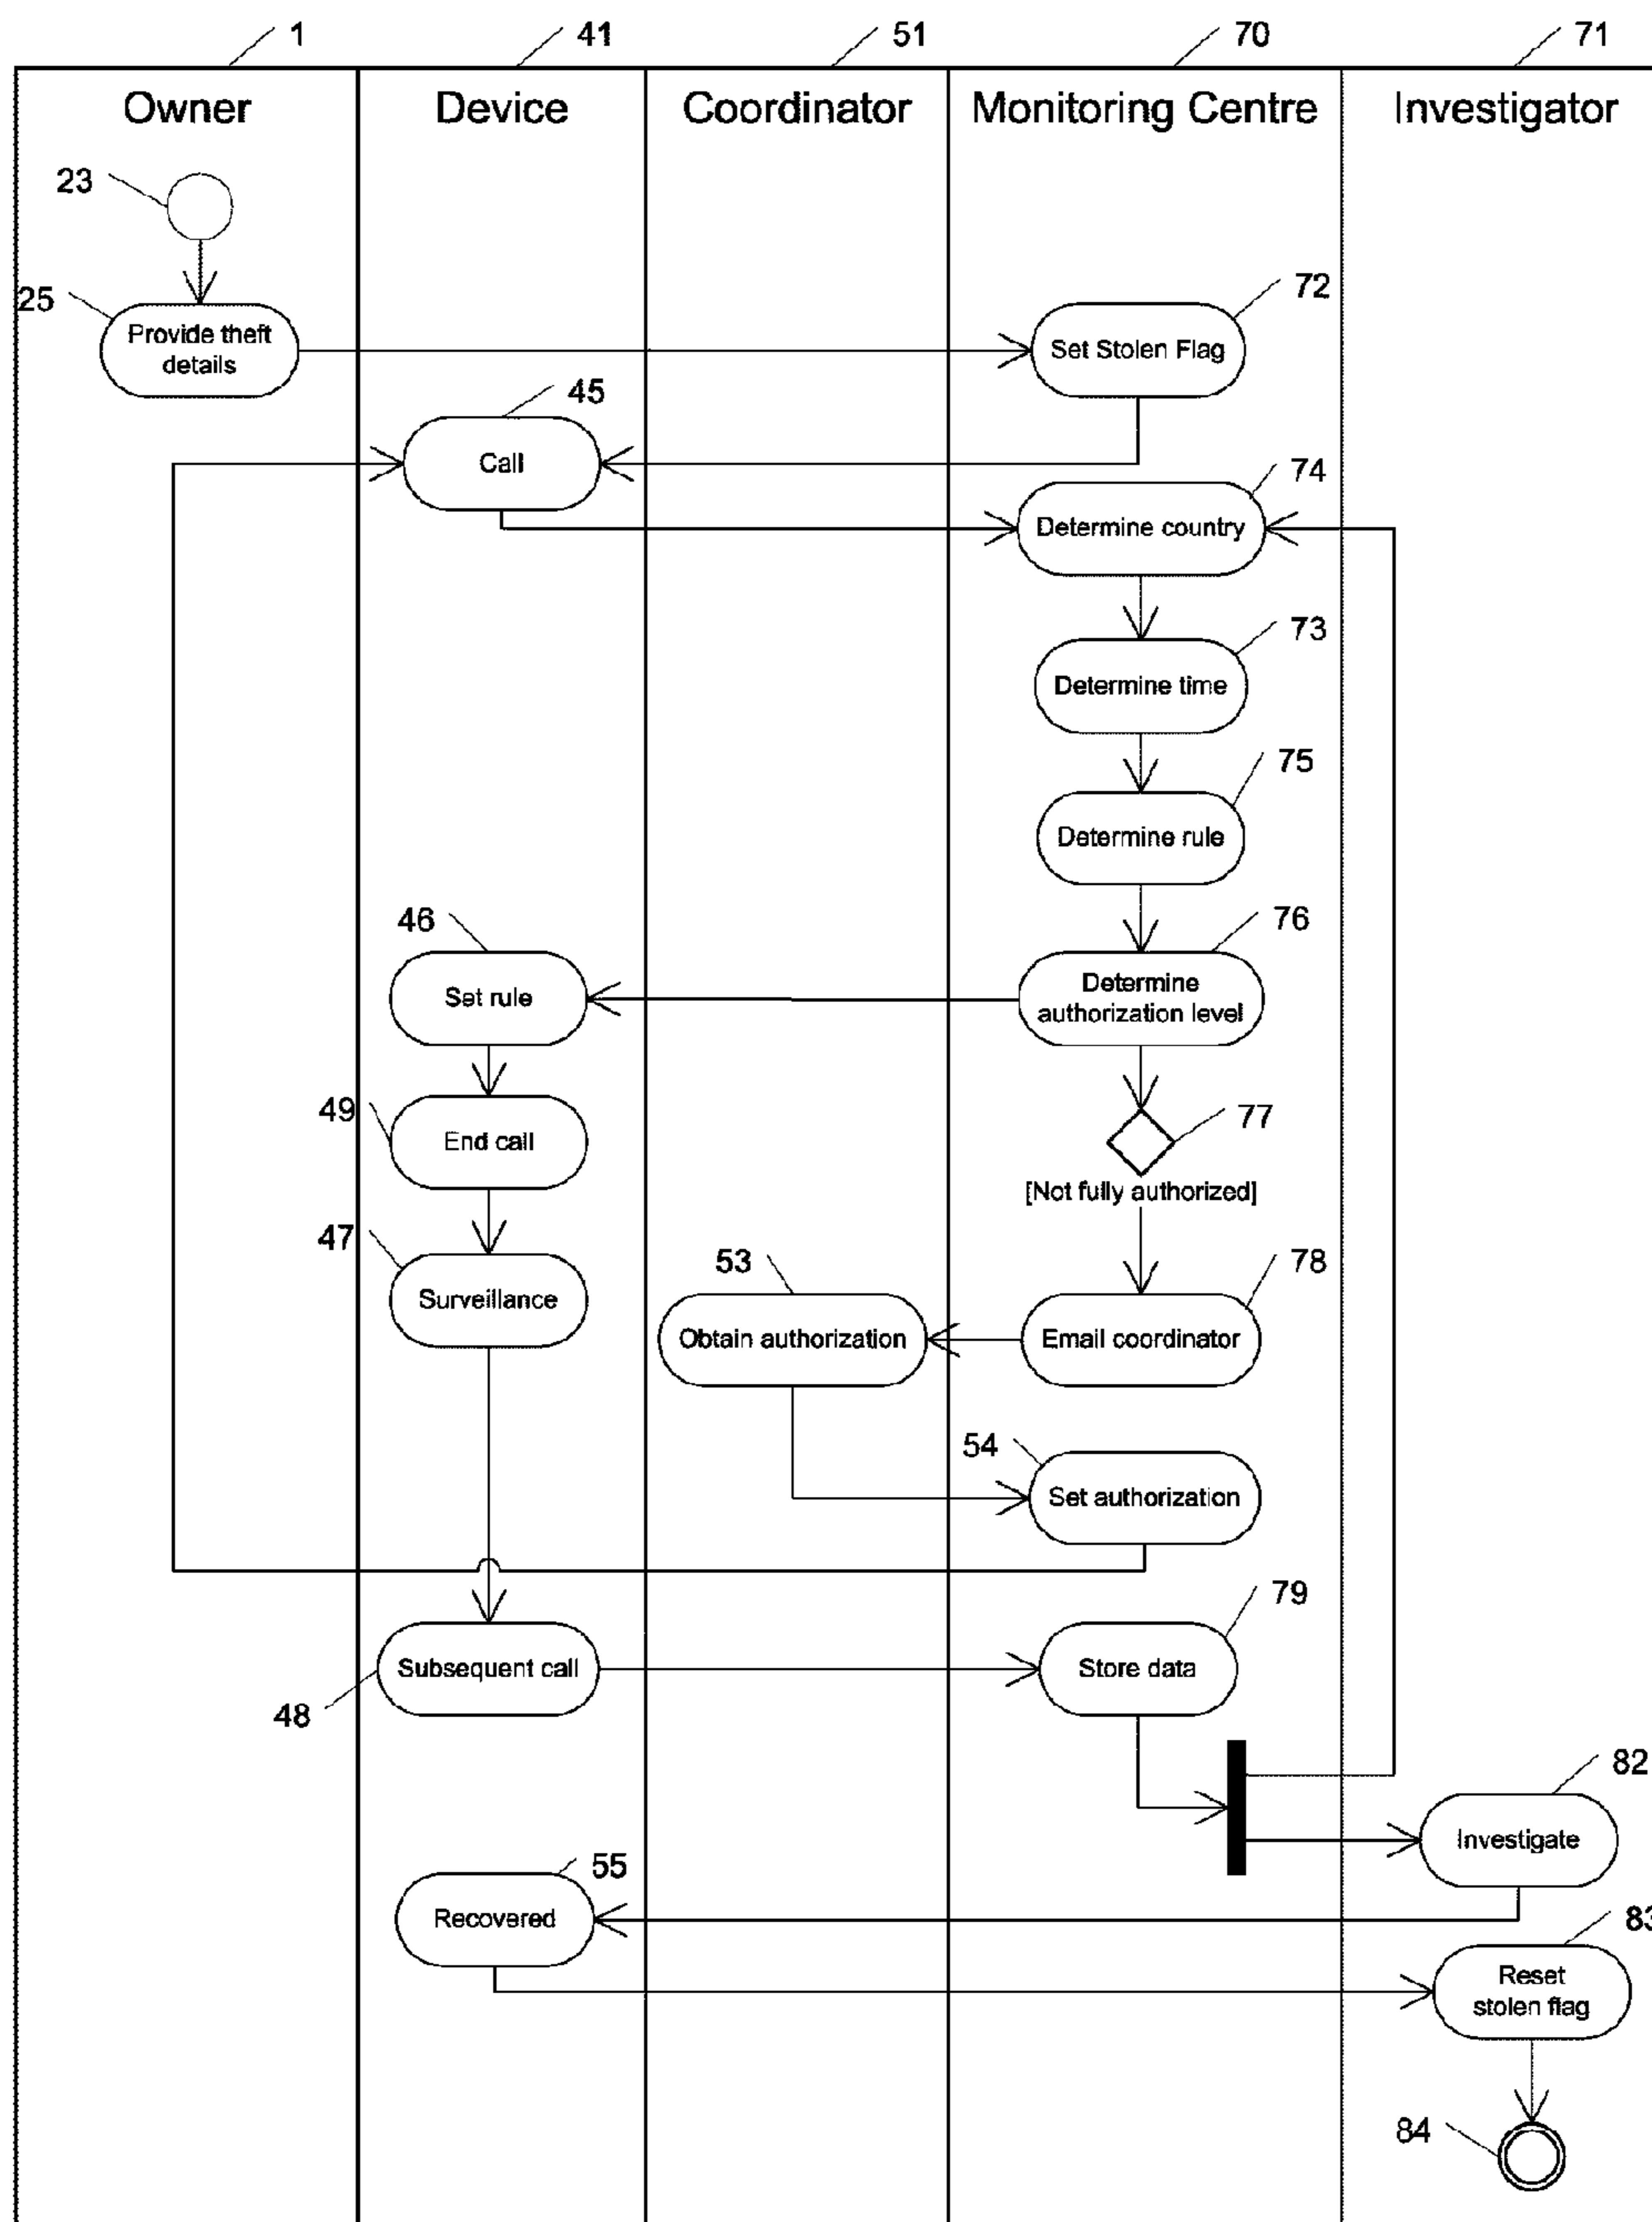 1
41
51
70
71
Owner
Device
Coordinator
Monitoring Centre
Investigator
23
25
Provide theft
details
72
Set Stolen Flag
45
Call
74
Determine country
73
Determine time
75
Determine rule
46
Set rule
76
Determine
authorization level
49
End call
77
[Not fully authorized]
47
Surveillance
53
Obtain authorization
78
Email coordinator
54
Set authorization
48
Subsequent call
79
Store data
82
Investigate
55
Recovered
83
Reset
stolen flag
84